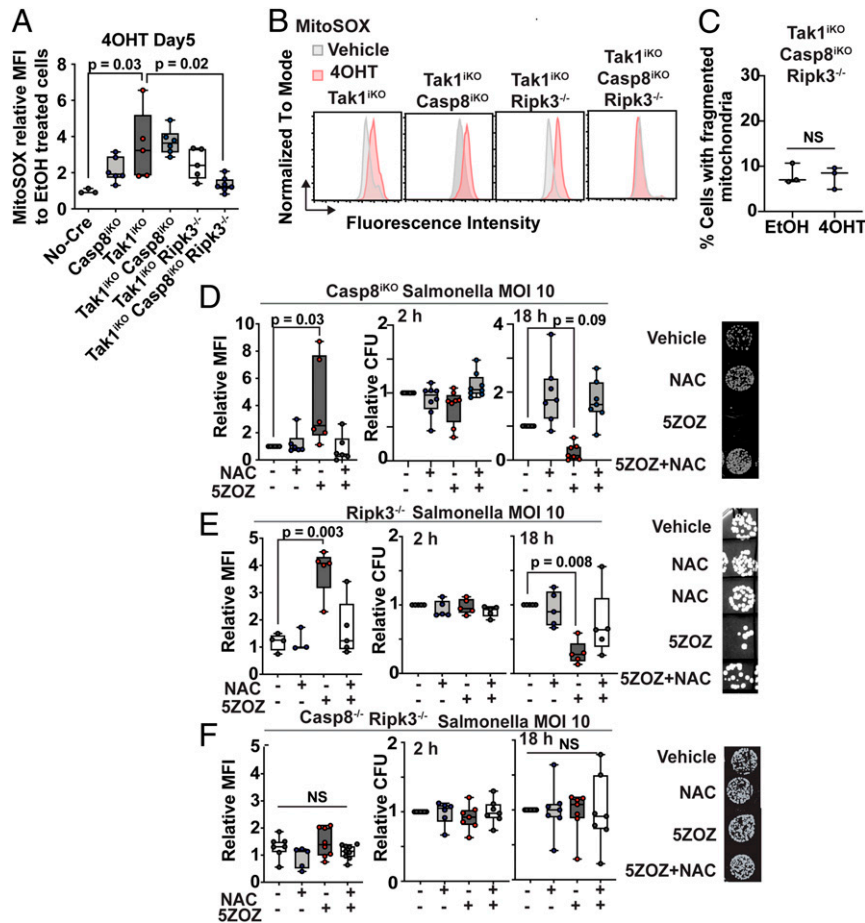 A
4OHT Day5
p = 0.03
p = 0.02
MitoSOX relative MFI
to EtOH treated cells
8
6
4
2
0
No-Cre
Casp8iKO
Tak1iKO
Tak1iKO Casp8iKO
Tak1iKO Ripk3-/-
Tak1iKO Casp8iKO Ripk3-/-
B
MitoSOX
Vehicle
4OHT
Tak1iKO
Tak1iKO
Casp8iKO
Tak1iKO
Ripk3-/-
Tak1iKO
Casp8iKO
Ripk3-/-
Normalized To Mode
Fluorescence Intensity
C
Tak1iKO
Casp8iKO
Ripk3-/-
% Cells with fragmented
mitochondria
30
20
10
0
NS
EtOH
4OHT
D
Casp8iKO Salmonella MOI 10
Relative MFI
10
8
6
4
2
0
p = 0.03
Relative CFU
2
1
0
2 h
4
2
0
18 h
p = 0.09
NAC - + - + - + - + - + - +
5ZOZ - - + + - - + + - - + +
Vehicle
NAC
5ZOZ
5ZOZ+NAC
E
Ripk3-/- Salmonella MOI 10
Relative MFI
5
4
3
2
1
0
p = 0.003
Relative CFU
2
1
0
2 h
2
1
0
18 h
p = 0.008
NAC - + - + - + - + - + - +
5ZOZ - - + + - - + + - - + +
Vehicle
NAC
NAC
5ZOZ
5ZOZ+NAC
F
Casp8-/- Ripk3-/- Salmonella MOI 10
Relative MFI
5
4
3
2
1
0
NS
Relative CFU
2
1
0
2 h
2
1
0
18 h
NS
NAC - + - + - + - + - + - +
5ZOZ - - + + - - + + - - + +
Vehicle
NAC
5ZOZ
5ZOZ+NAC